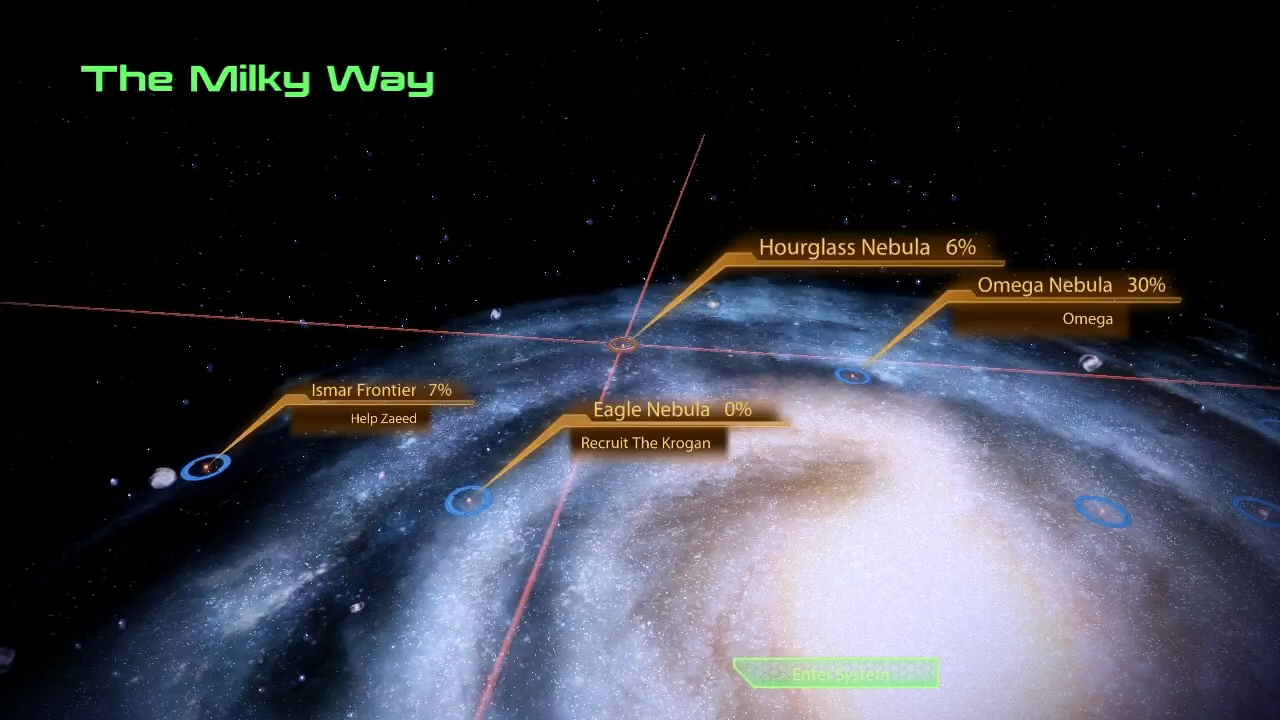 The Milky Way
Hourglass Nebula 6%
Omega Nebula 30%
Omega
Ismar Frontier 7%
Help Zaeed
Eagle Nebula 0%
Recruit The Krogan
Enter System